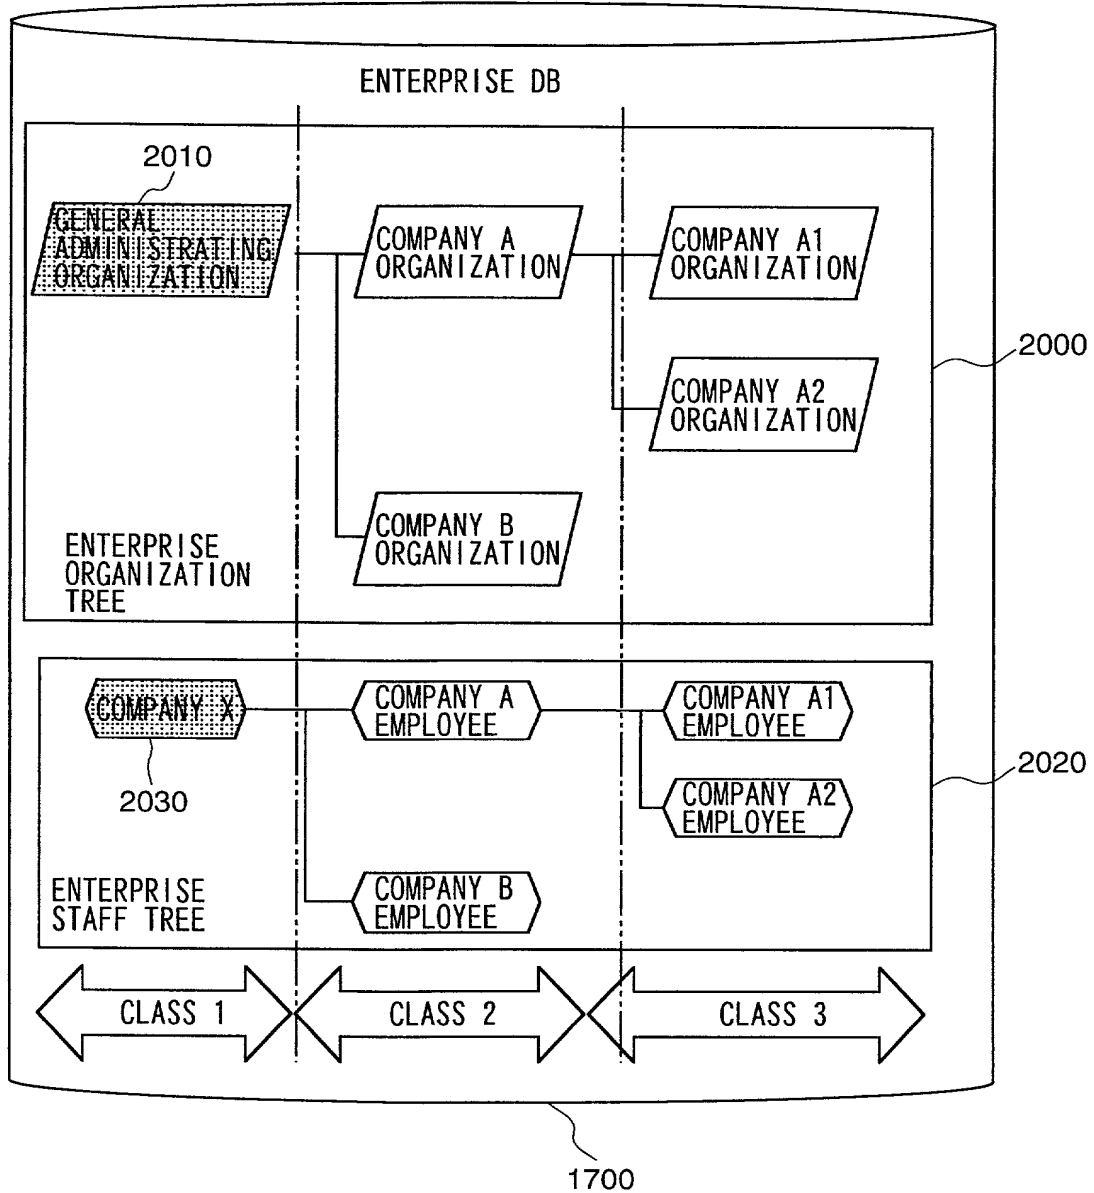 ENTERPRISE DB
2010
GENERAL
ADMINISTRATING
ORGANIZATION
COMPANY A
ORGANIZATION
COMPANY A1
ORGANIZATION
2000
COMPANY A2
ORGANIZATION
COMPANY B
ORGANIZATION
ENTERPRISE
ORGANIZATION
TREE
COMPANY X
COMPANY A
EMPLOYEE
COMPANY A1
EMPLOYEE
2020
2030
COMPANY A2
EMPLOYEE
ENTERPRISE
STAFF TREE
COMPANY B
EMPLOYEE
CLASS 1
CLASS 2
CLASS 3
1700